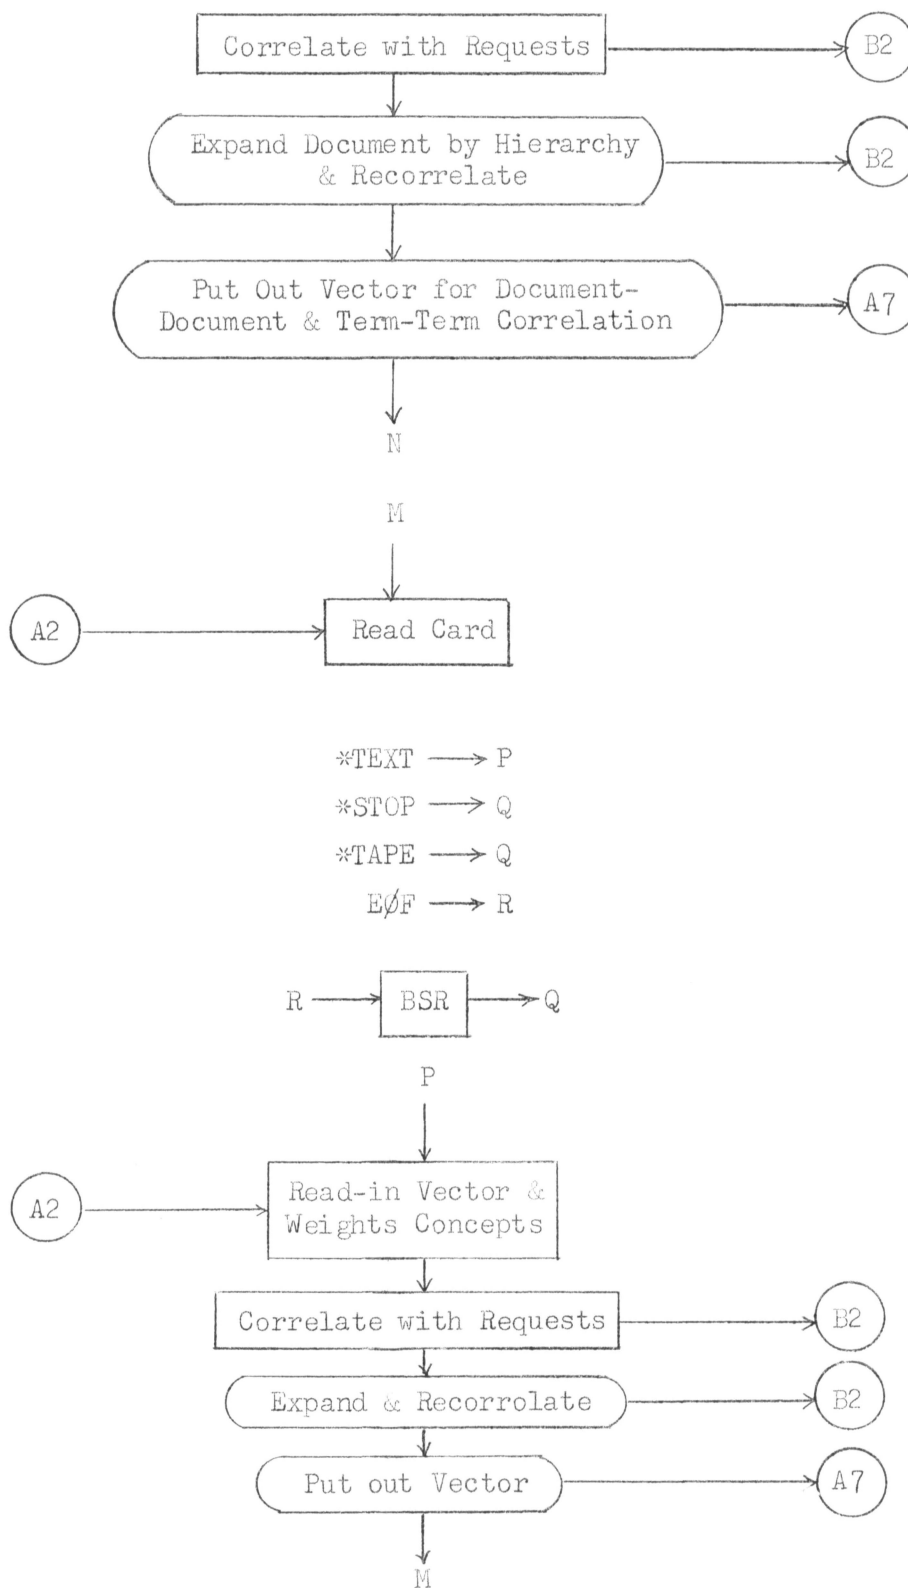 Correlate with Requests
B2
Expand Document by Hierarchy
& Recorrelate
B2
Put Out Vector for Document-
Document & Term-Term Correlation
A7
N
M
A2
Read Card
*TEXT → P
*STOP → Q
*TAPE → Q
EØF → R
R → BSR → Q
P
A2
Read-in Vector &
Weights Concepts
Correlate with Requests
B2
Expand & Recorrolate
B2
Put out Vector
A7
M